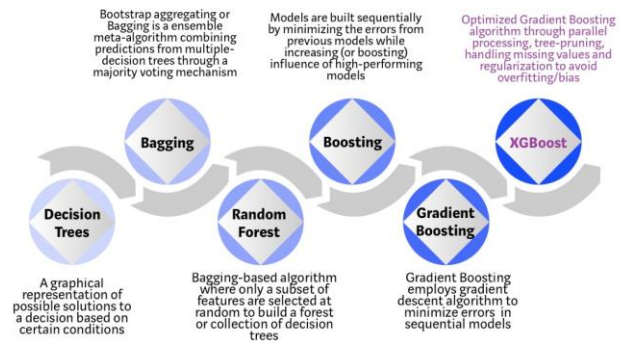 Bootstrap aggregating or
Bagging is a ensemble
meta-algorithm combining
predictions from multiple-
decision trees through a
majority voting mechanism
Models are built sequentially
by minimizing the errors from
previous models while
increasing (or boosting)
influence of high-performing
models
Optimized Gradient Boosting
algorithm through parallel
processing, tree-pruning,
handling missing values and
regularization to avoid
overfitting/bias
Bagging
Boosting
XGBoost
Decision
Trees
Random
Forest
Gradient
Boosting
A graphical
representation of
possible solutions to
a decision based on
certain conditions
Bagging-based algorithm
where only a subset of
features are selected at
random to build a forest
or collection of decision
trees
Gradient Boosting
employs gradient
descent algorithm to
minimize errors in
sequential models